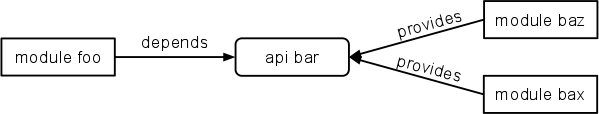 module foo
depends
api bar
provides
module baz
provides
module bax